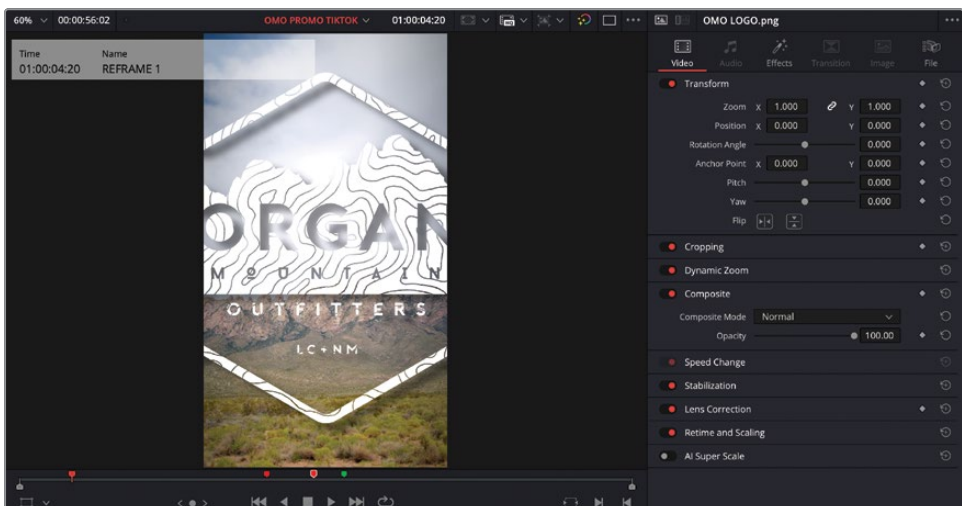 60% 00:00:56:02 OMO PROMO TIKTOK 01:00:04:20 OMO LOGO.png
Time Name
01:00:04:20 REFRAME 1
ORGAN
MOUNTAIN
OUTFITTERS
LC+NM
Video Audio Effects Transition Image File
Transform
Zoom X 1.000 Y 1.000
Position X 0.000 Y 0.000
Rotation Angle 0.000
Anchor Point X 0.000 Y 0.000
Pitch 0.000
Yaw 0.000
Flip
Cropping
Dynamic Zoom
Composite
Composite Mode Normal
Opacity 100.00
Speed Change
Stabilization
Lens Correction
Retime and Scaling
AI Super Scale